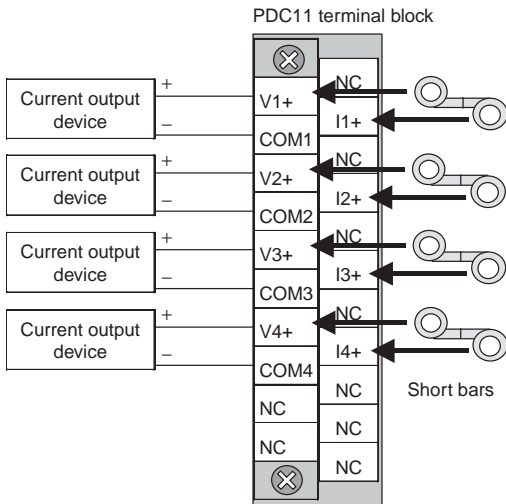 PDC11 terminal block
Current output
device
+
−
Current output
device
+
−
Current output
device
+
−
Current output
device
+
−
V1+
COM1
V2+
COM2
V3+
COM3
V4+
COM4
NC
NC
NC
I1+
NC
I2+
NC
I3+
NC
I4+
NC
NC
NC
Short bars